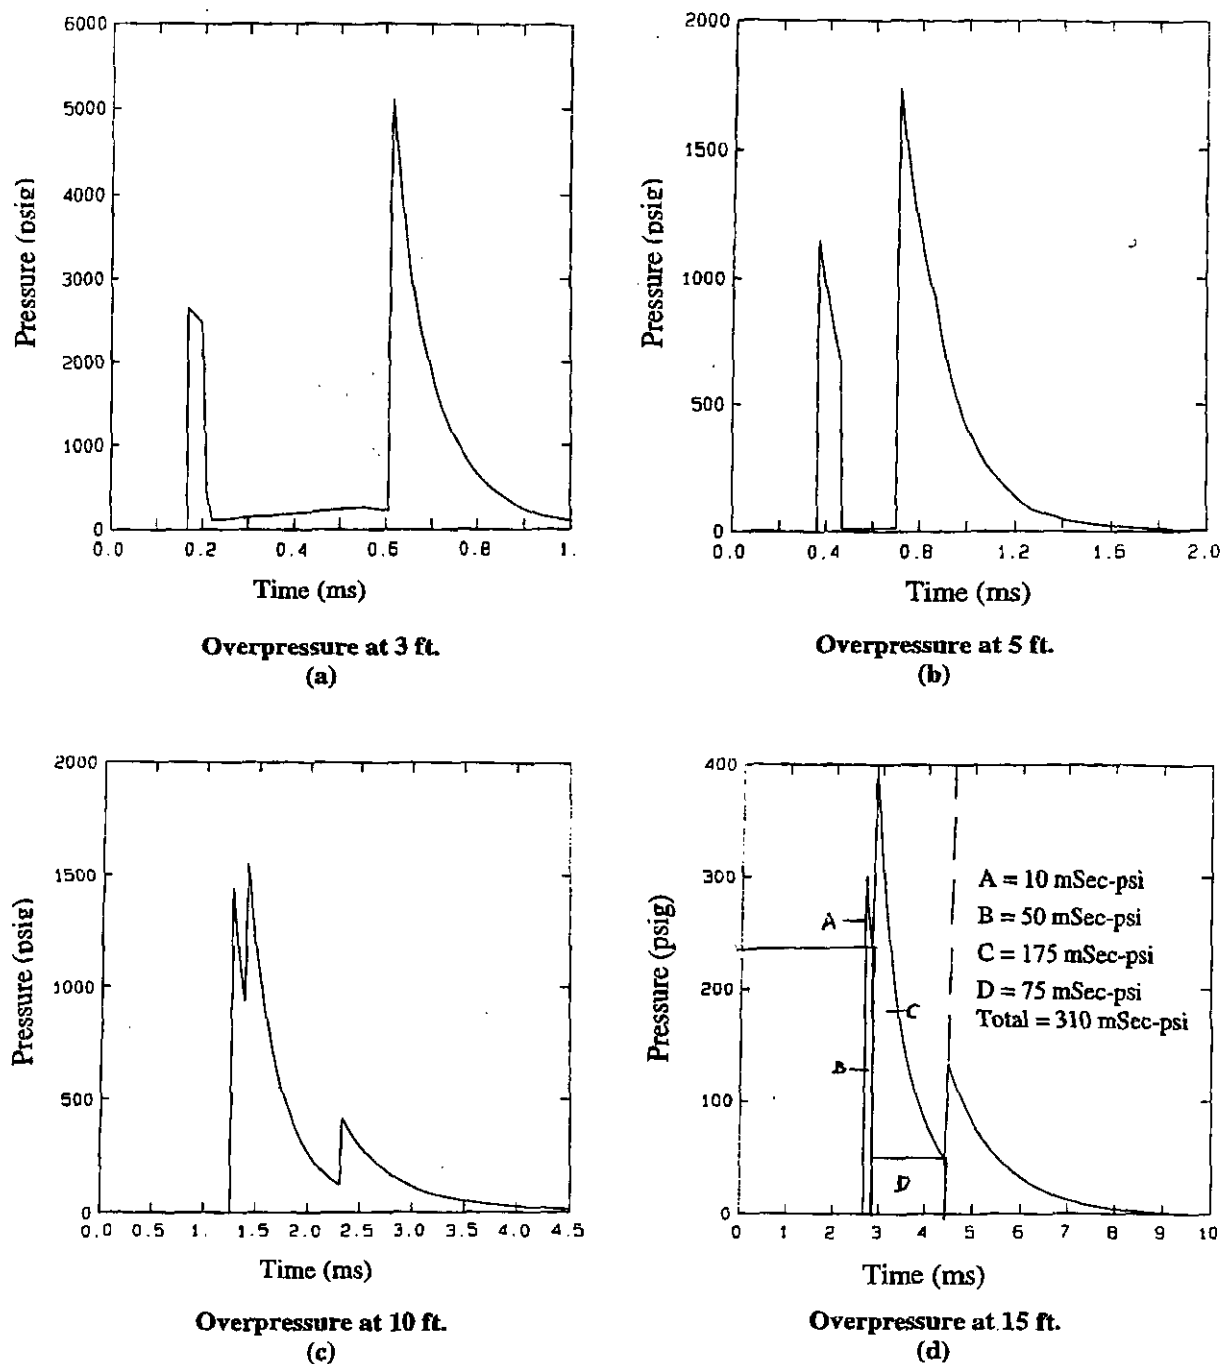 6000
5000
4000
3000
2000
1000
0
Pressure (psig)
0.0 0.2 0.4 0.6 0.8 1.
Time (ms)
Overpressure at 3 ft.
(a)
2000
1500
1000
500
0
Pressure (psig)
0.0 0.4 0.8 1.2 1.6 2.0
Time (ms)
Overpressure at 5 ft.
(b)
2000
1500
1000
500
0
Pressure (psig)
0.0 0.5 1.0 1.5 2.0 2.5 3.0 3.5 4.0 4.5
Time (ms)
Overpressure at 10 ft.
(c)
400
300
200
100
0
Pressure (psig)
A
B
C
D
A = 10 mSec-psi
B = 50 mSec-psi
C = 175 mSec-psi
D = 75 mSec-psi
Total = 310 mSec-psi
0 1 2 3 4 5 6 7 8 9 10
Time (ms)
Overpressure at 15 ft.
(d)